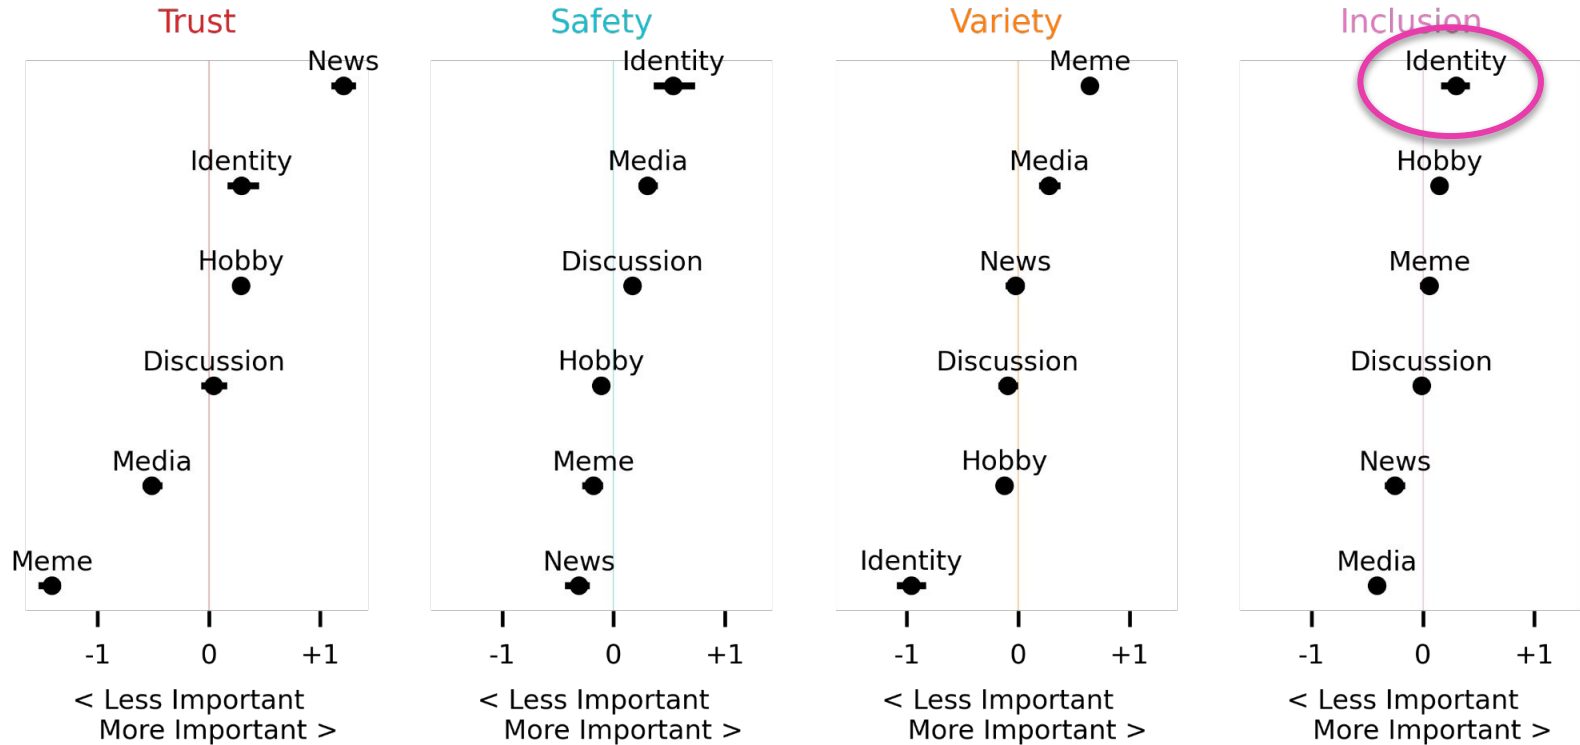 Trust
News
Identity
Hobby
Discussion
Media
Meme
-1 0 +1
< Less Important
More Important >
Safety
Identity
Media
Discussion
Hobby
Meme
News
-1 0 +1
< Less Important
More Important >
Variety
Meme
Media
News
Discussion
Hobby
Identity
-1 0 +1
< Less Important
More Important >
Inclusion
Identity
Hobby
Meme
Discussion
News
Media
-1 0 +1
< Less Important
More Important >